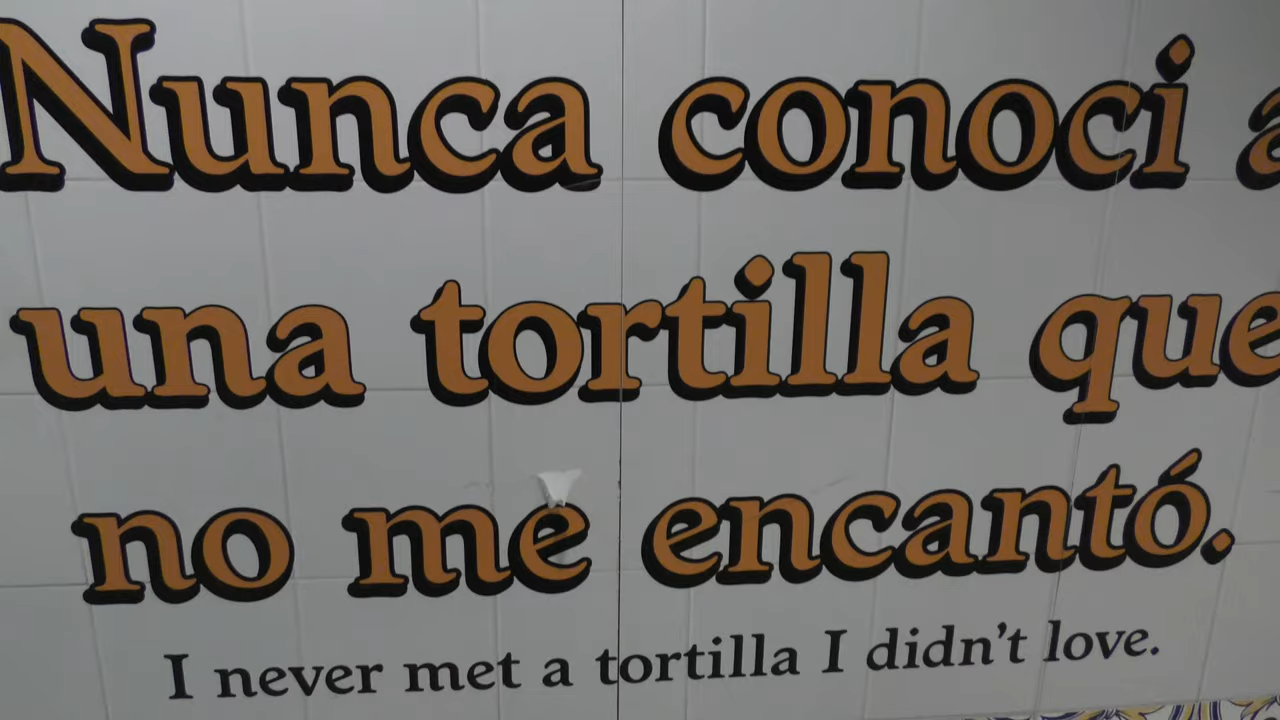 Nunca conoci a
una tortilla que
no me encantó.
I never met a tortilla I didn't love.